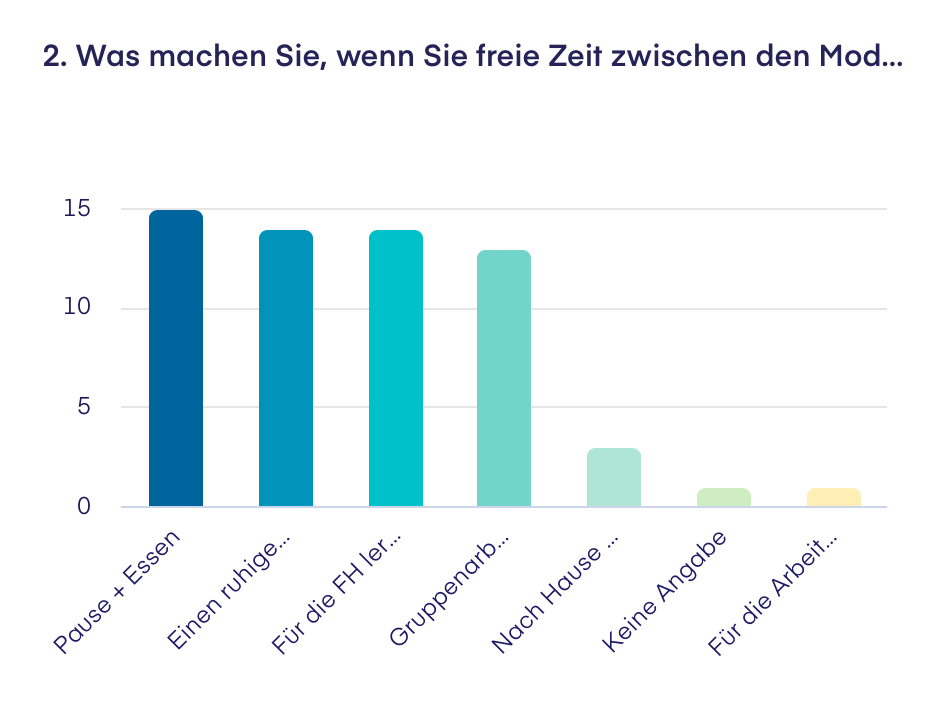 2. Was machen Sie, wenn Sie freie Zeit zwischen den Mod...
15
10
5
0
Pause + Essen
Einen ruhige...
Für die FH ler...
Gruppenarb...
Nach Hause ...
Keine Angabe
Für die Arbeit...